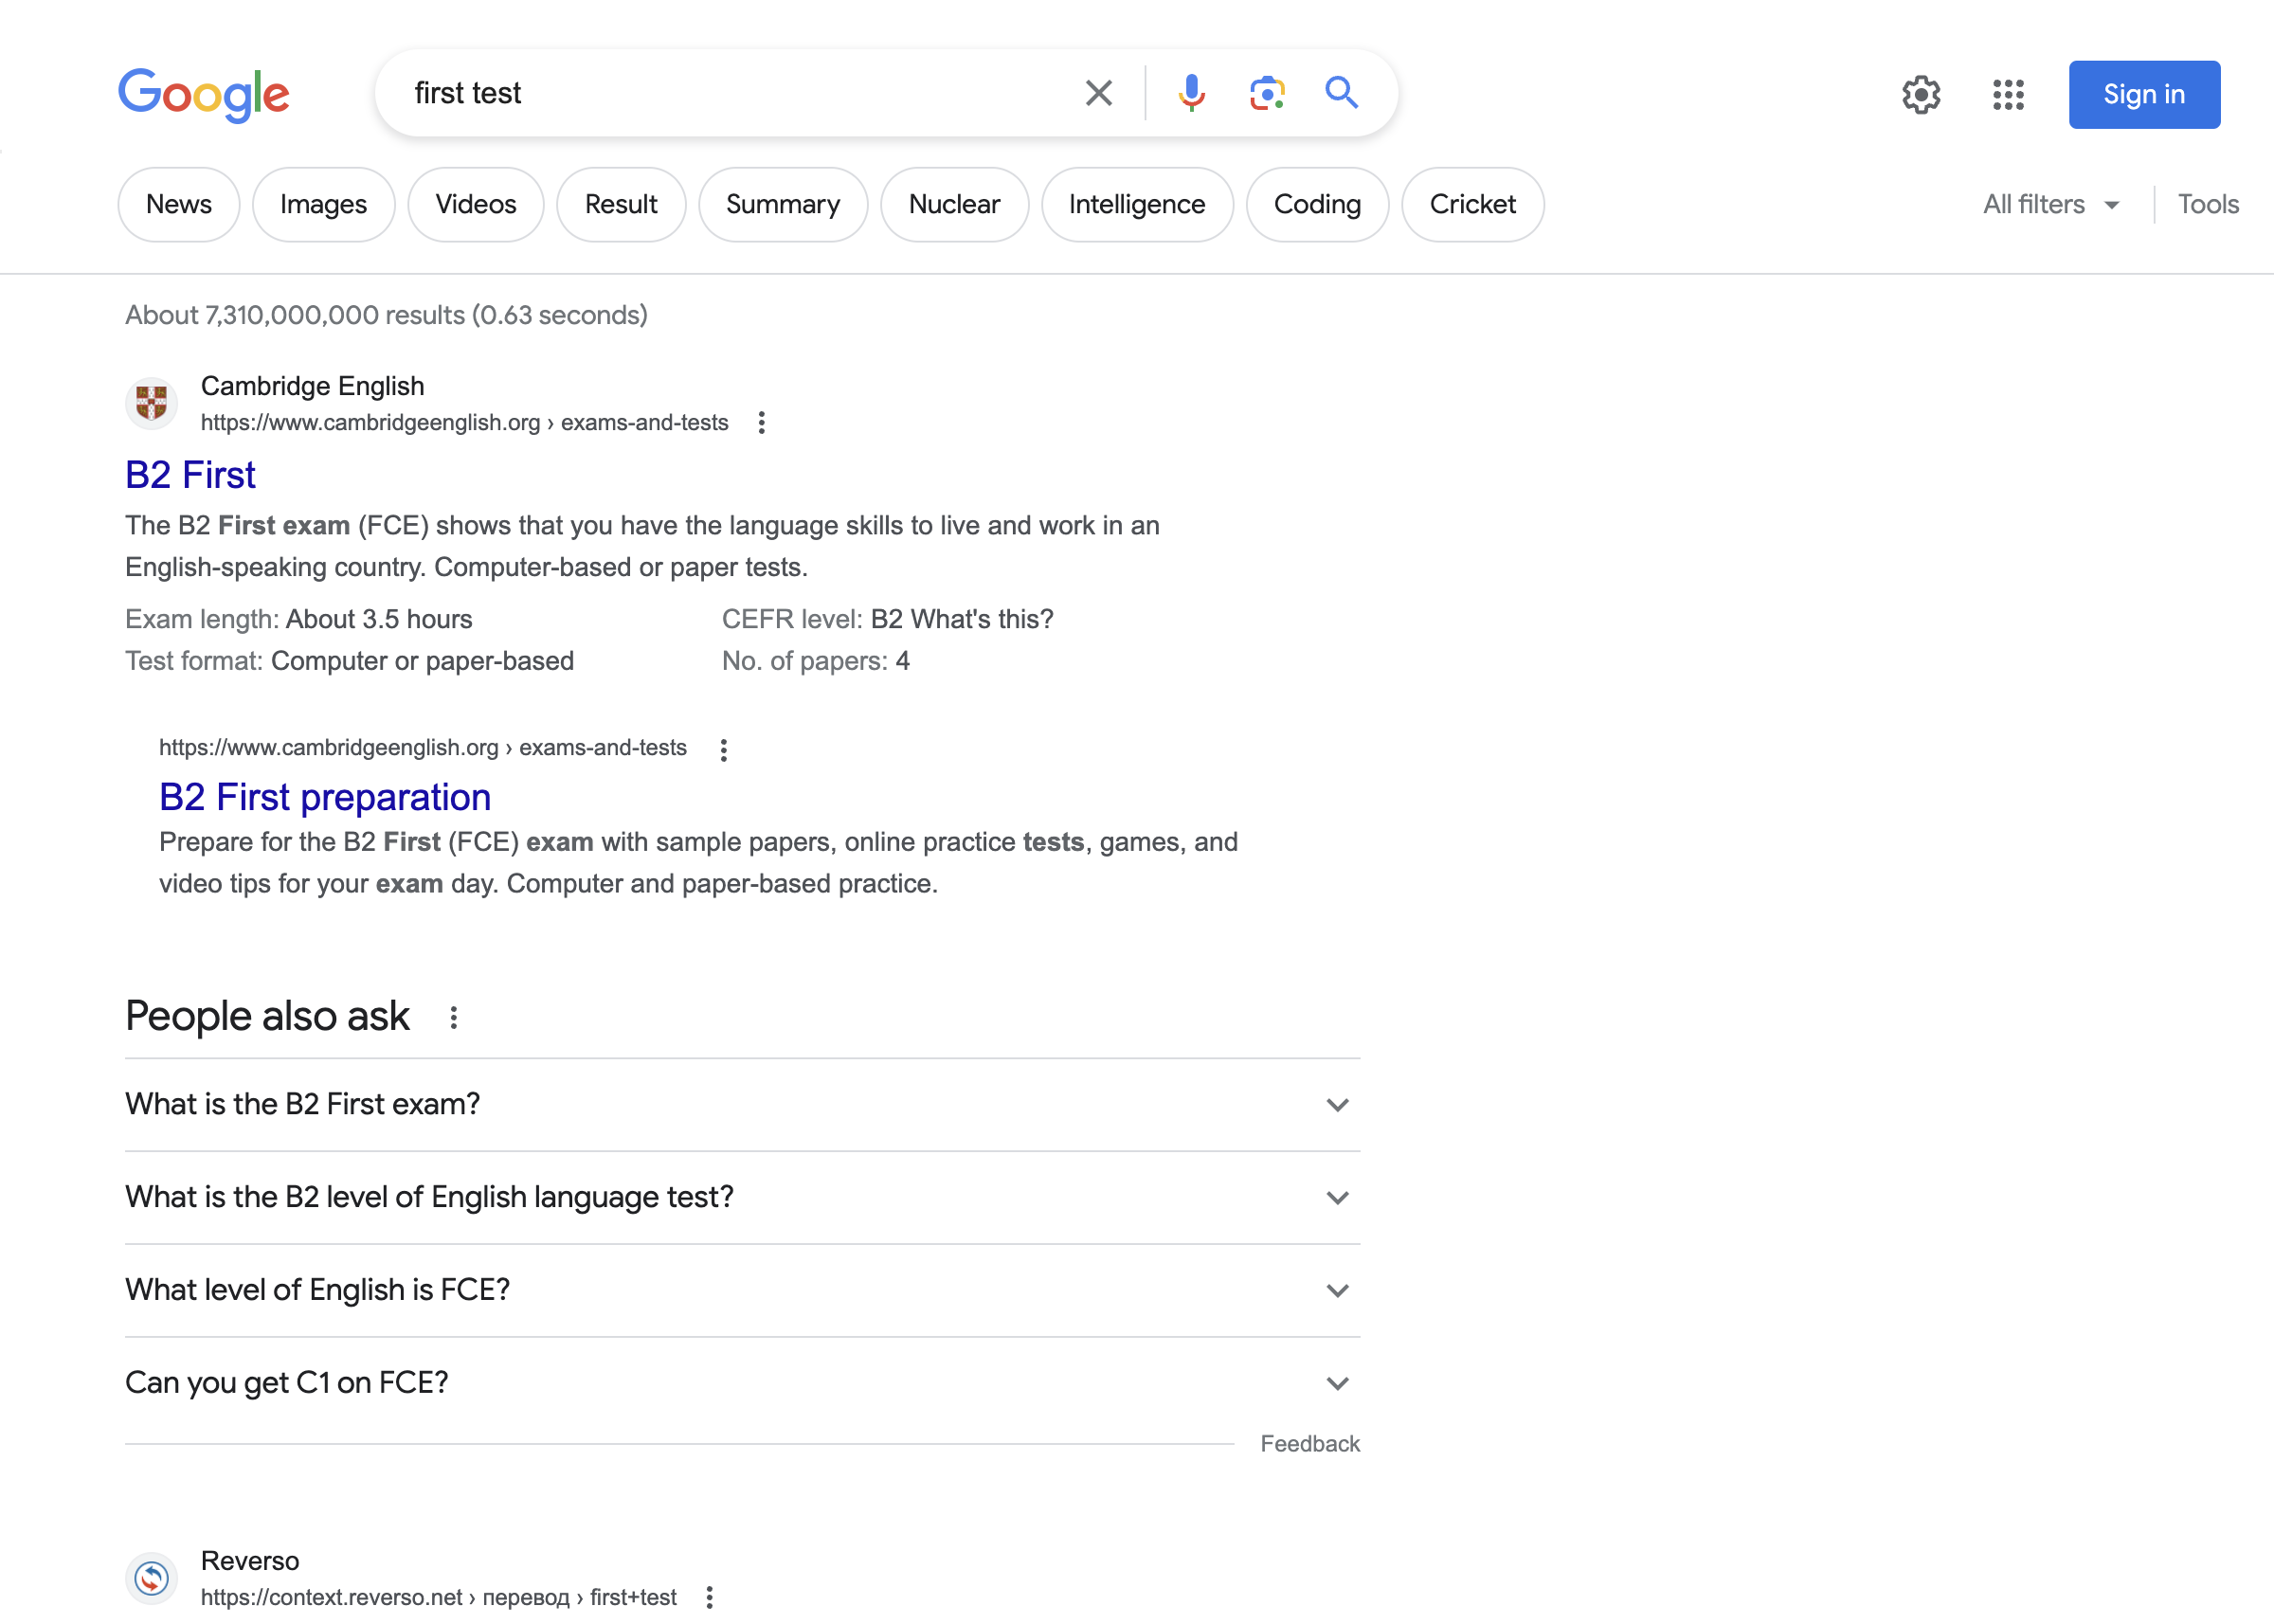 Google
first test
Sign in
News
Images
Videos
Result
Summary
Nuclear
Intelligence
Coding
Cricket
All filters
Tools
About 7,310,000,000 results (0.63 seconds)
Cambridge English
https://www.cambridgeenglish.org › exams-and-tests
B2 First
The B2 First exam (FCE) shows that you have the language skills to live and work in an
English-speaking country. Computer-based or paper tests.
Exam length: About 3.5 hours
CEFR level: B2 What's this?
Test format: Computer or paper-based
No. of papers: 4
https://www.cambridgeenglish.org › exams-and-tests
B2 First preparation
Prepare for the B2 First (FCE) exam with sample papers, online practice tests, games, and
video tips for your exam day. Computer and paper-based practice.
People also ask
What is the B2 First exam?
What is the B2 level of English language test?
What level of English is FCE?
Can you get C1 on FCE?
Feedback
Reverso
https://context.reverso.net › перевод › first+test